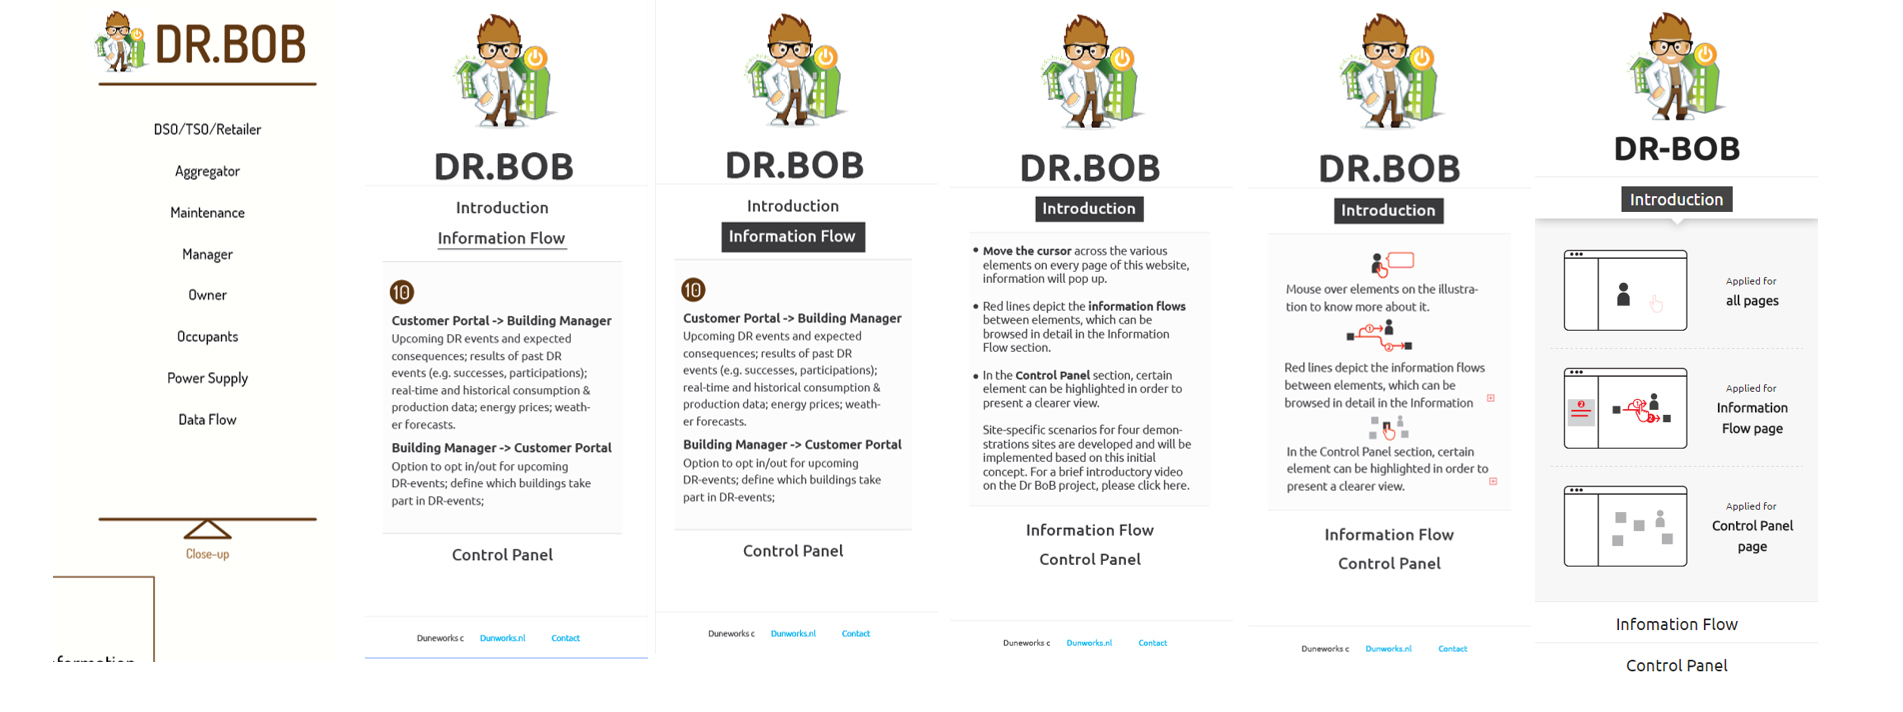 DR.BOB
DSO/TSO/Retailer
Aggregator
Maintenance
Manager
Owner
Occupants
Power Supply
Data Flow
Close-up
DR.BOB
Introduction
Information Flow
10
Customer Portal -> Building Manager
Upcoming DR events and expected
consequences; results of past DR
events (e.g. successes, participations);
real-time and historical consumption &
production data; energy prices; weath-
er forecasts.
Building Manager -> Customer Portal
Option to opt in/out for upcoming
DR-events; define which buildings take
part in DR-events;
Control Panel
Duneworks c Dunworks.nl Contact
DR.BOB
Introduction
Information Flow
10
Customer Portal -> Building Manager
Upcoming DR events and expected
consequences; results of past DR
events (e.g. successes, participations);
real-time and historical consumption &
production data; energy prices; weath-
er forecasts.
Building Manager -> Customer Portal
Option to opt in/out for upcoming
DR-events; define which buildings take
part in DR-events;
Control Panel
Duneworks c Dunworks.nl Contact
DR.BOB
Introduction
• Move the cursor across the various
elements on every page of this website,
information will pop up.
• Red lines depict the information flows
between elements, which can be
browsed in detail in the Information
Flow section.
• In the Control Panel section, certain
element can be highlighted in order to
present a clearer view.
Site-specific scenarios for four demon-
strations sites are developed and will be
implemented based on this initial
concept. For a brief introductory video
on the Dr BoB project, please click here.
Information Flow
Control Panel
Duneworks c Dunworks.nl Contact
DR.BOB
Introduction
Mouse over elements on the illustra-
tion to know more about it.
1
2
Red lines depict the information flows
between elements, which can be
browsed in detail in the Information
In the Control Panel section, certain
element can be highlighted in order to
present a clearer view.
Information Flow
Control Panel
Duneworks c Dunworks.nl Contact
DR-BOB
Introduction
Applied for
all pages
2
1
2
Applied for
Information
Flow page
Applied for
Control Panel
page
Infomation Flow
Control Panel